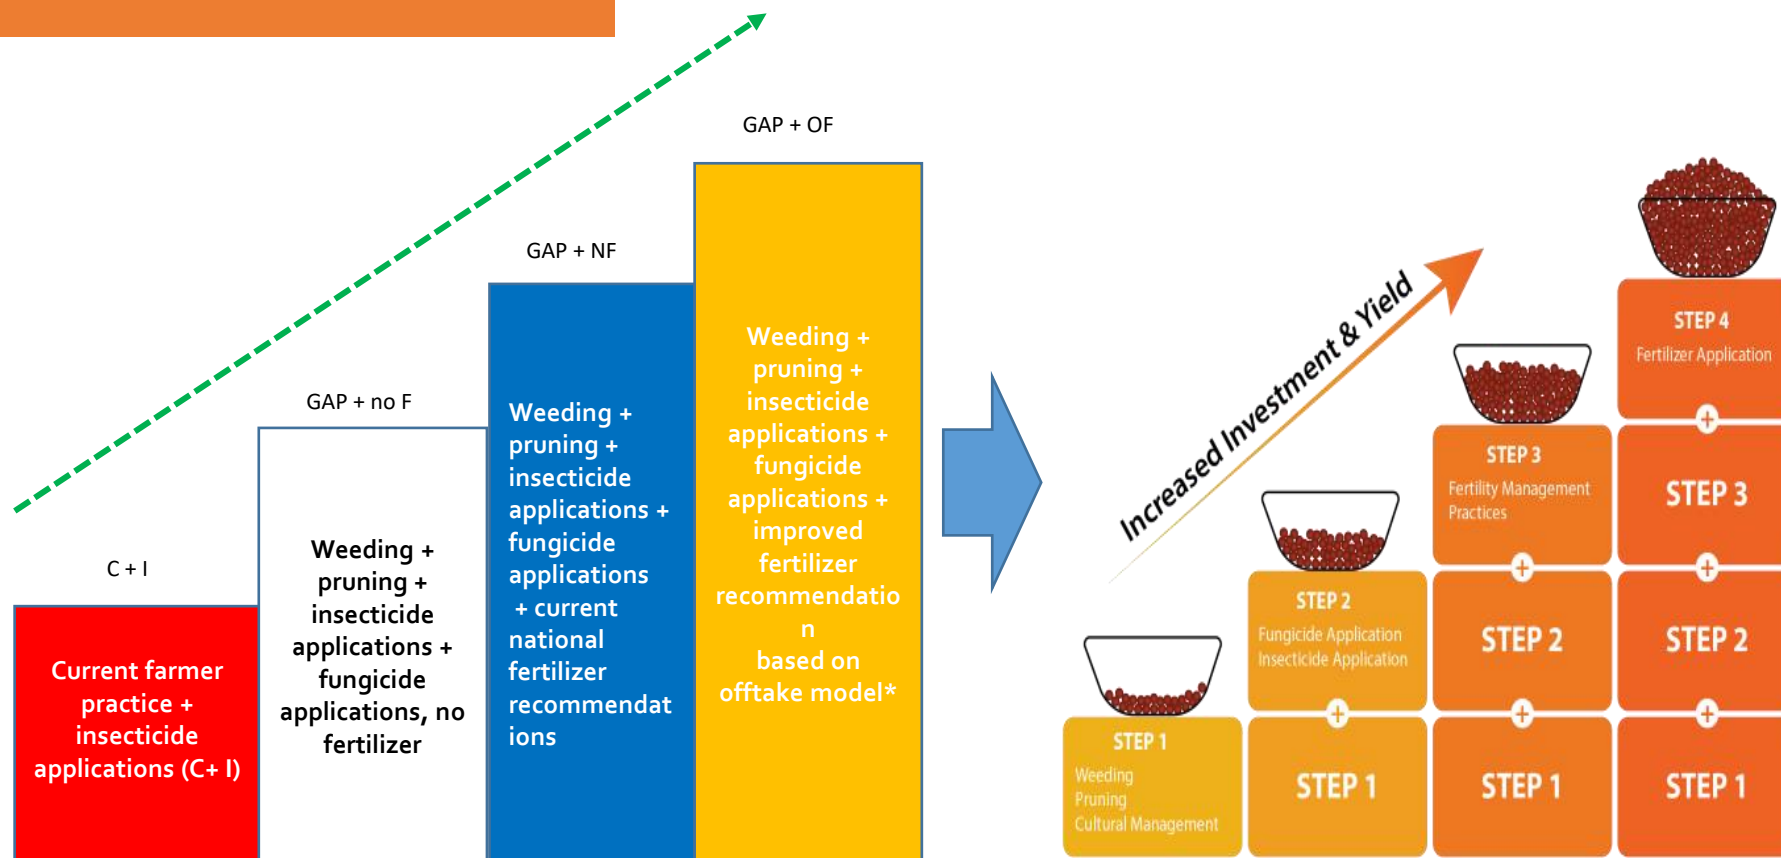 C + I
Current farmer
practice +
insecticide
applications (C+ I)
GAP + no F
Weeding +
pruning +
insecticide
applications +
fungicide
applications, no
fertilizer
GAP + NF
Weeding +
pruning +
insecticide
applications +
fungicide
applications
+ current
national
fertilizer
recommendat
ions
GAP + OF
Weeding +
pruning +
insecticide
applications +
fungicide
applications +
improved
fertilizer
recommendatio
n
based on
offtake model*
Increased Investment & Yield
STEP 1
Weeding
Pruning
Cultural Management
STEP 2
Fungicide Application
Insecticide Application
+
STEP 1
STEP 3
Fertility Management
Practices
+
STEP 2
+
STEP 1
STEP 4
Fertilizer Application
+
STEP 3
+
STEP 2
+
STEP 1